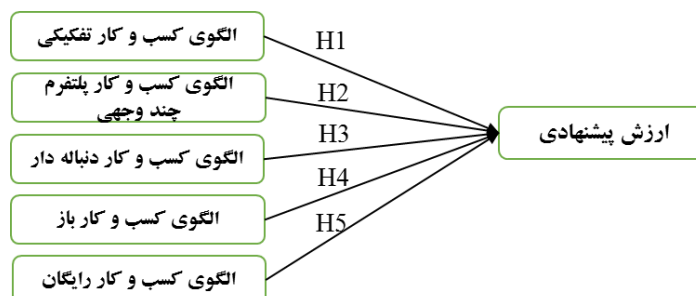 الگوی کسب و کار تفکیکی
H1
الگوی کسب و کار پلتفرم
چند وجهی
H2
ارزش پیشنهادی
H3
الگوی کسب و کار دنباله دار
H4
الگوی کسب و کار باز
H5
الگوی کسب و کار رایگان